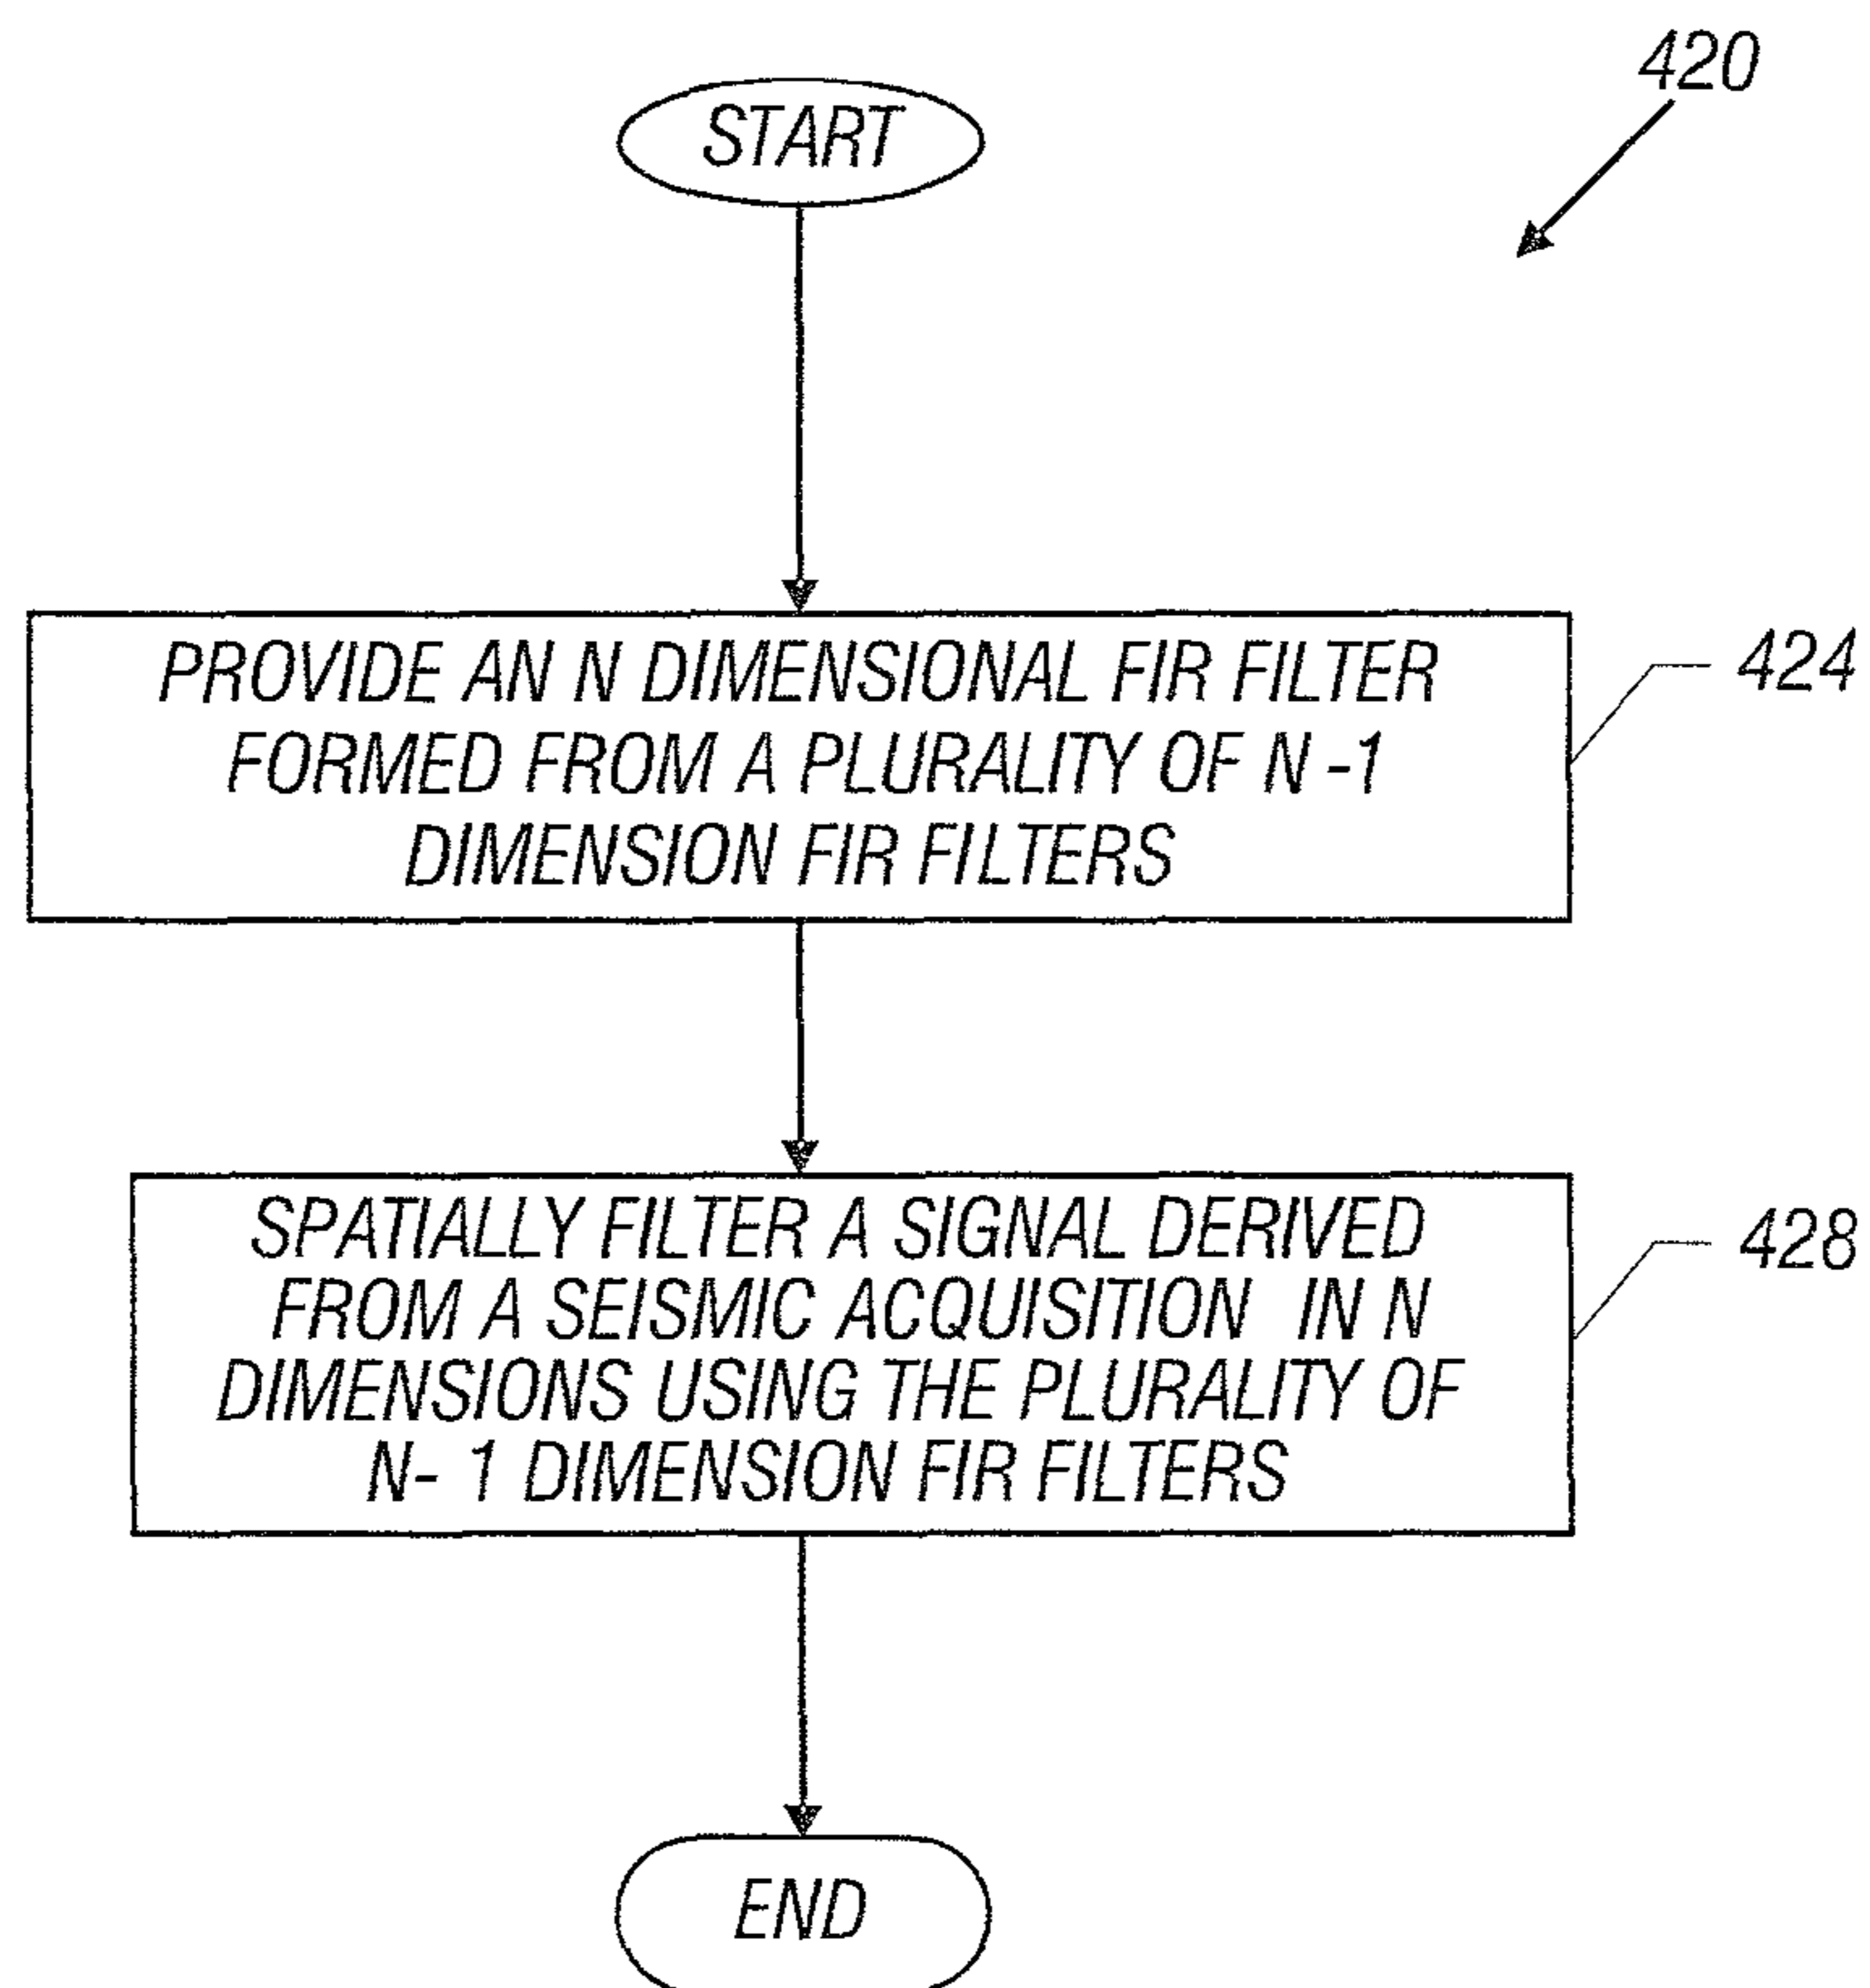 420
START
PROVIDE AN N DIMENSIONAL FIR FILTER
FORMED FROM A PLURALITY OF N -1
DIMENSION FIR FILTERS
424
SPATIALLY FILTER A SIGNAL DERIVED
FROM A SEISMIC ACQUISITION IN N
DIMENSIONS USING THE PLURALITY OF
N- 1 DIMENSION FIR FILTERS
428
END